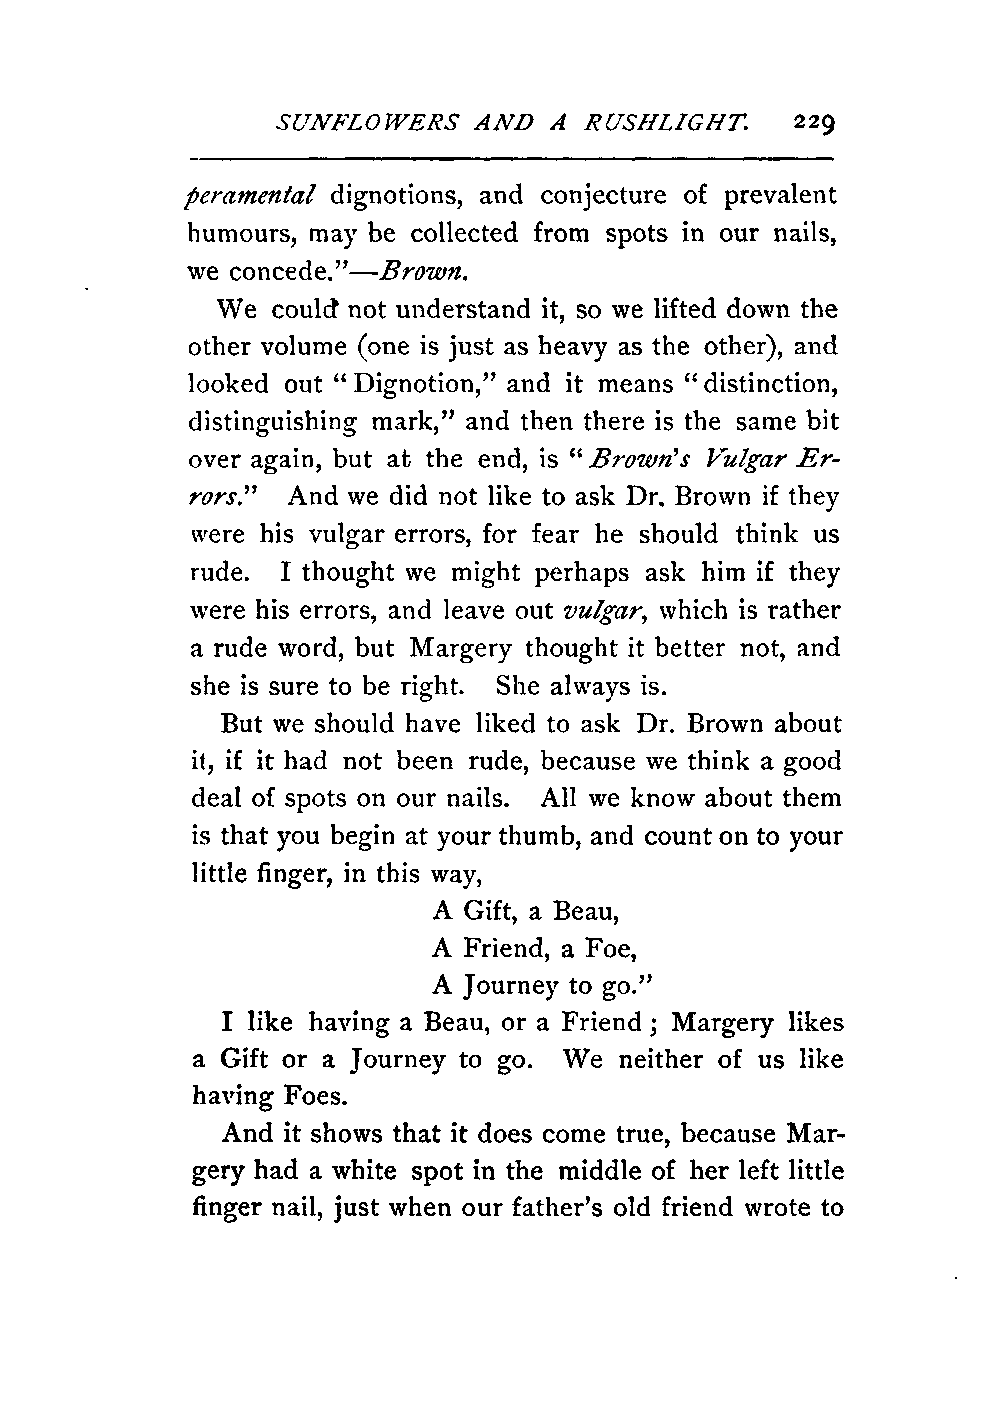 SUNFLOWERS AND A RUSHLIGHT. 229
peramental dignotions, and conjecture of prevalent
humours, may be collected from spots in our nails,
we concede."—Brown.
We could not understand it, so we lifted down the
other volume (one is just as heavy as the other), and
looked out "Dignotion," and it means "distinction,
distinguishing mark," and then there is the same bit
over again, but at the end, is "Brown's Vulgar Er-
rors." And we did not like to ask Dr. Brown if they
were his vulgar errors, for fear he should think us
rude. I thought we might perhaps ask him if they
were his errors, and leave out vulgar, which is rather
a rude word, but Margery thought it better not, and
she is sure to be right. She always is.
But we should have liked to ask Dr. Brown about
it, if it had not been rude, because we think a good
deal of spots on our nails. All we know about them
is that you begin at your thumb, and count on to your
little finger, in this way,
A Gift, a Beau,
A Friend, a Foe,
A Journey to go."
I like having a Beau, or a Friend; Margery likes
a Gift or a Journey to go. We neither of us like
having Foes.
And it shows that it does come true, because Mar-
gery had a white spot in the middle of her left little
finger nail, just when our father's old friend wrote to